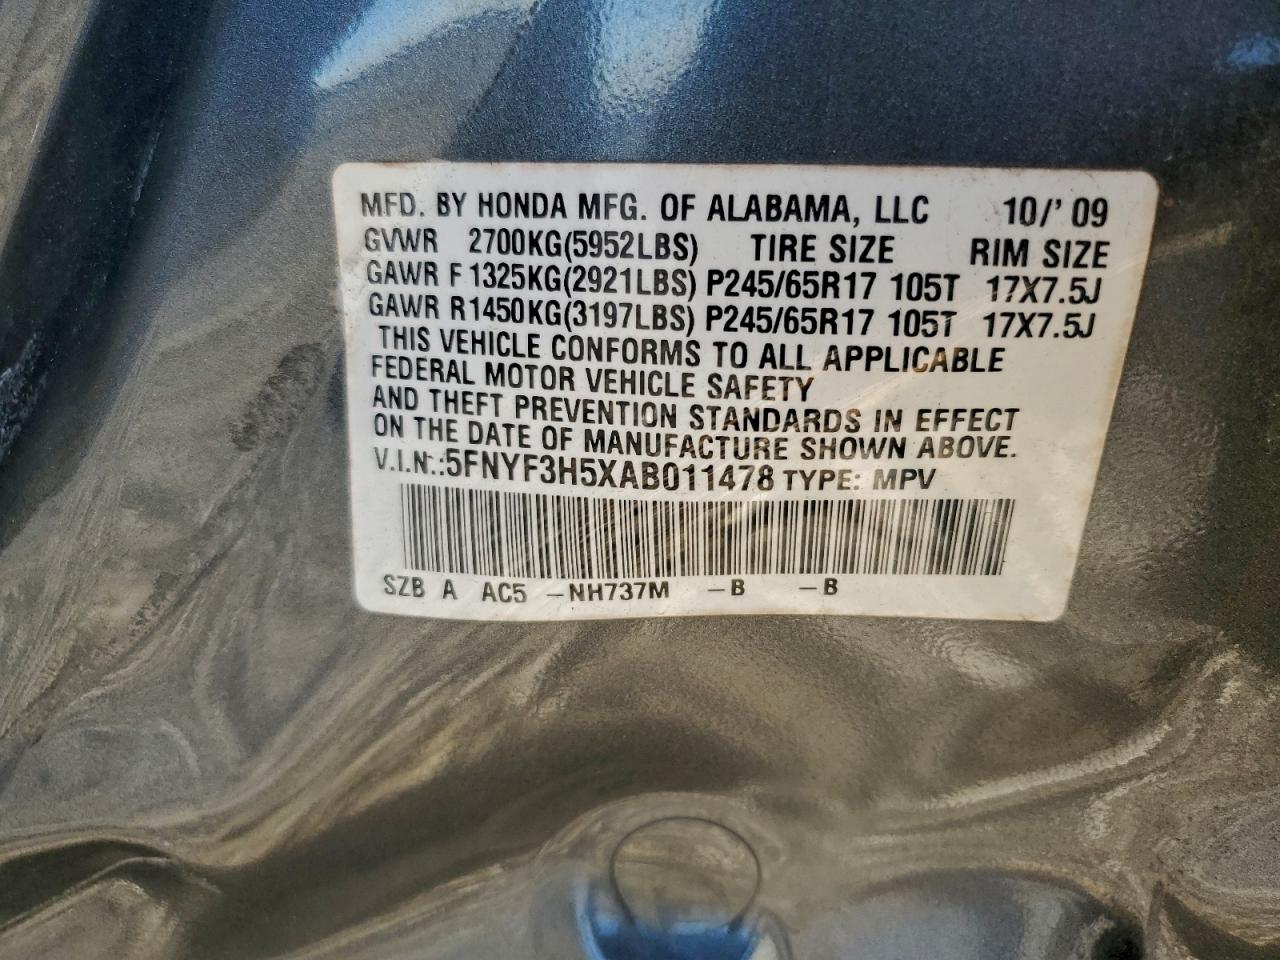 MFD. BY HONDA MFG. OF ALABAMA, LLC 10/' 09
GVWR 2700KG(5952LBS) TIRE SIZE RIM SIZE
GAWR F 1325KG(2921LBS) P245/65R17 105T 17X7.5J
GAWR R1450KG(3197LBS) P245/65R17 105T 17X7.5J
THIS VEHICLE CONFORMS TO ALL APPLICABLE
FEDERAL MOTOR VEHICLE SAFETY
AND THEFT PREVENTION STANDARDS IN EFFECT
ON THE DATE OF MANUFACTURE SHOWN ABOVE.
V.I.N.:5FNYF3H5XAB011478 TYPE: MPV
SZB A AC5 -NH737M -B -B